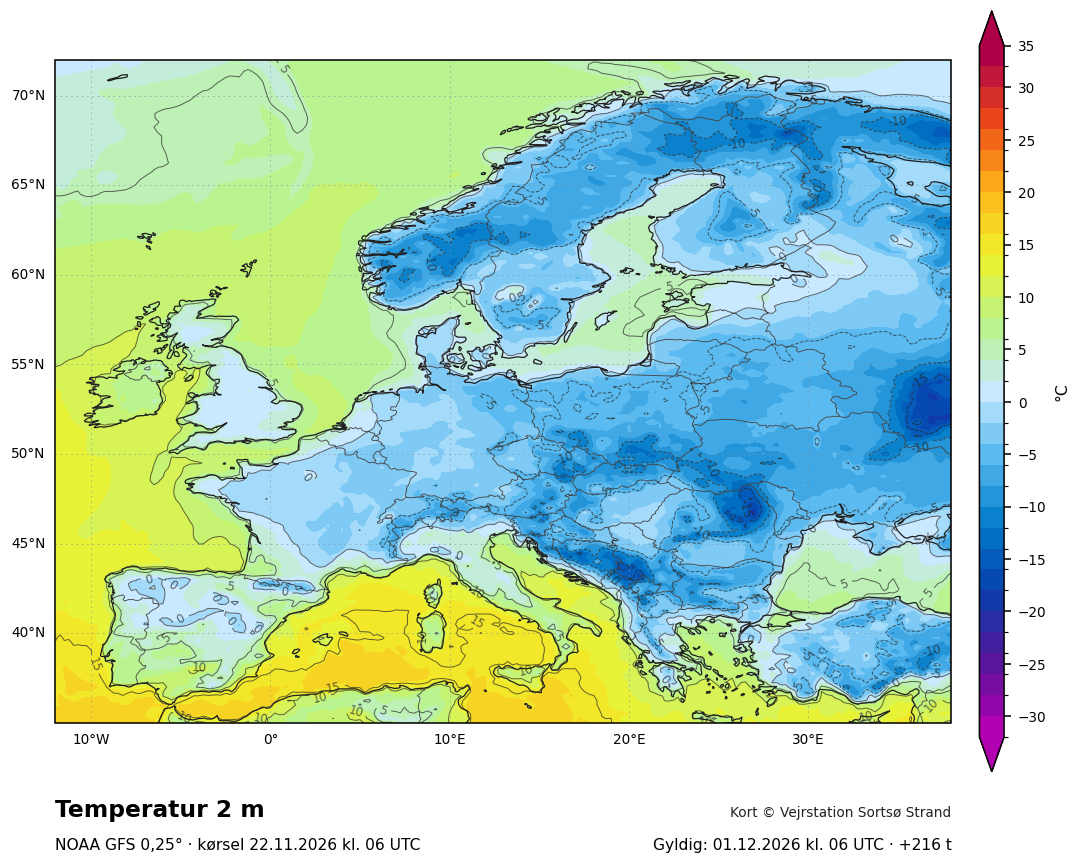 70°N
65°N
60°N
55°N
50°N
45°N
40°N
10°W
0°
10°E
20°E
30°E
35
30
25
20
15
10
5
0
−5
−10
−15
−20
−25
−30
°C
Temperatur 2 m
Kort © Vejrstation Sortsø Strand
NOAA GFS 0,25° · kørsel 22.11.2026 kl. 06 UTC
Gyldig: 01.12.2026 kl. 06 UTC · +216 t